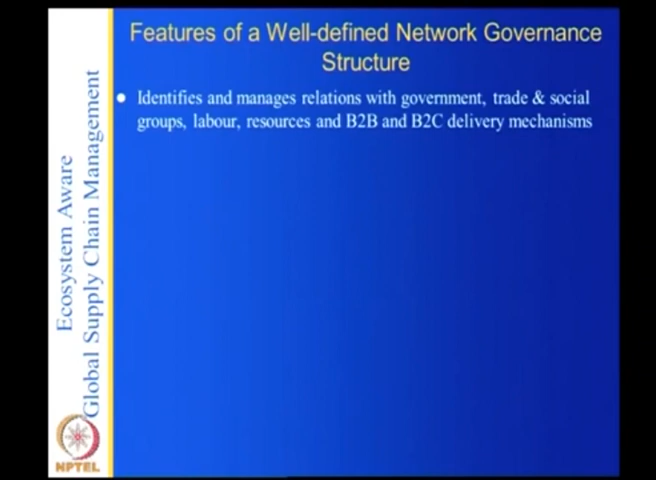 Features of a Well-defined Network Governance
Structure
Identifies and manages relations with government, trade & social
groups, labour, resources and B2B and B2C delivery mechanisms
Ecosystem Aware
Global Supply Chain Management
NPTEL